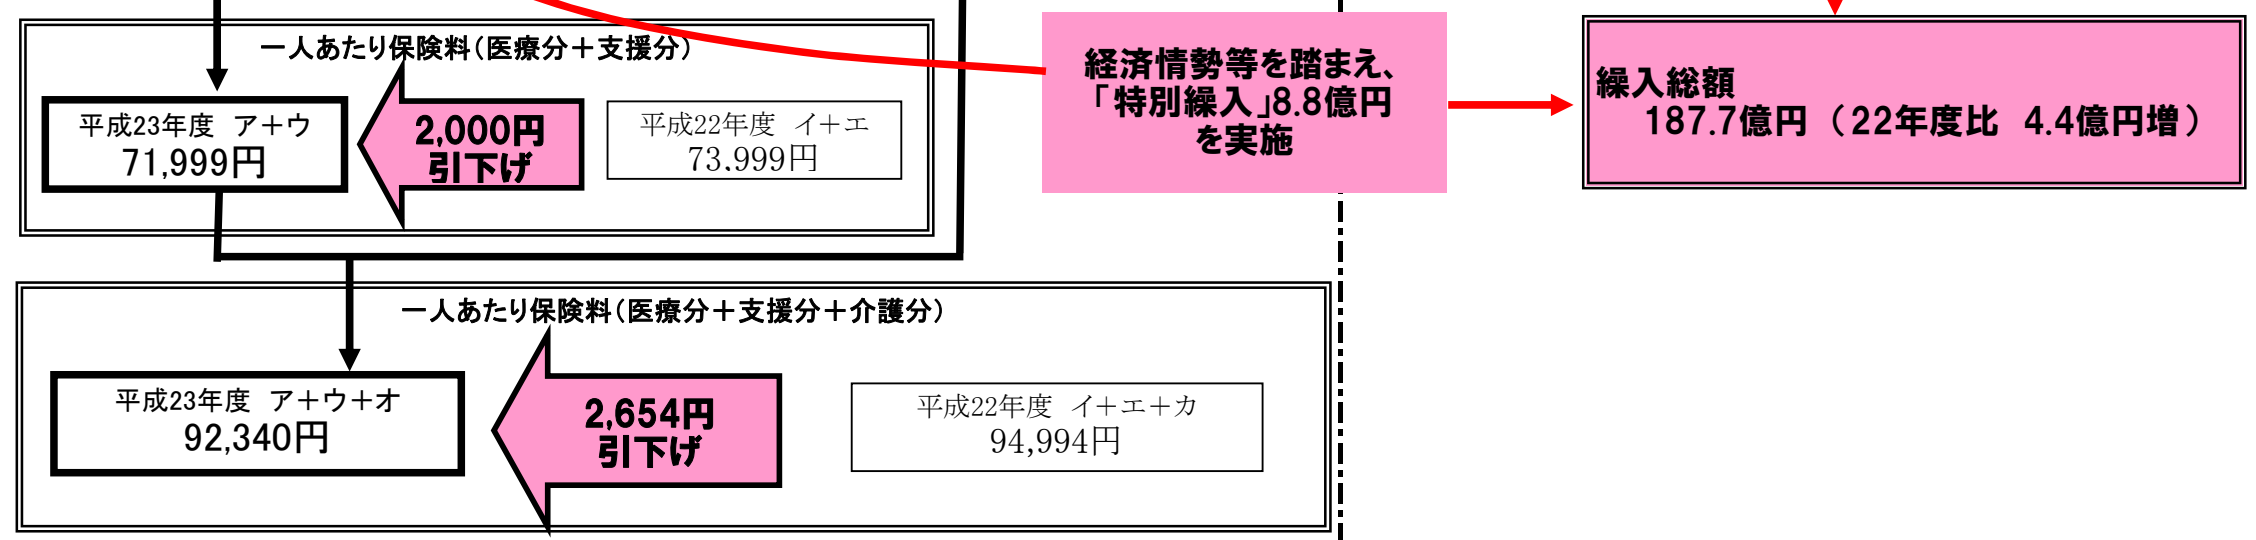 一人あたり保険料（医療分＋支援分）
平成23年度　ア＋ウ
71,999円
2,000円
引下げ
平成22年度　イ＋エ
73,999円
経済情勢等を踏まえ、
「特別繰入」8.8億円
を実施
繰入総額
187.7億円（22年度比　4.4億円増）
一人あたり保険料（医療分＋支援分＋介護分）
平成23年度　ア＋ウ＋オ
92,340円
2,654円
引下げ
平成22年度　イ＋エ＋カ
94,994円